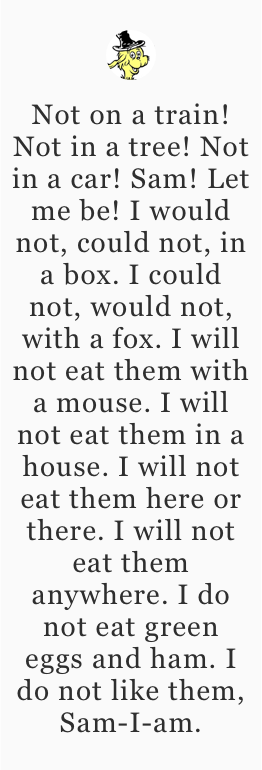 Not on a train!
Not in a tree! Not
in a car! Sam! Let
me be! I would
not, could not, in
a box. I could
not, would not,
with a fox. I will
not eat them with
a mouse. I will
not eat them in a
house. I will not
eat them here or
there. I will not
eat them
anywhere. I do
not eat green
eggs and ham. I
do not like them,
Sam-I-am.